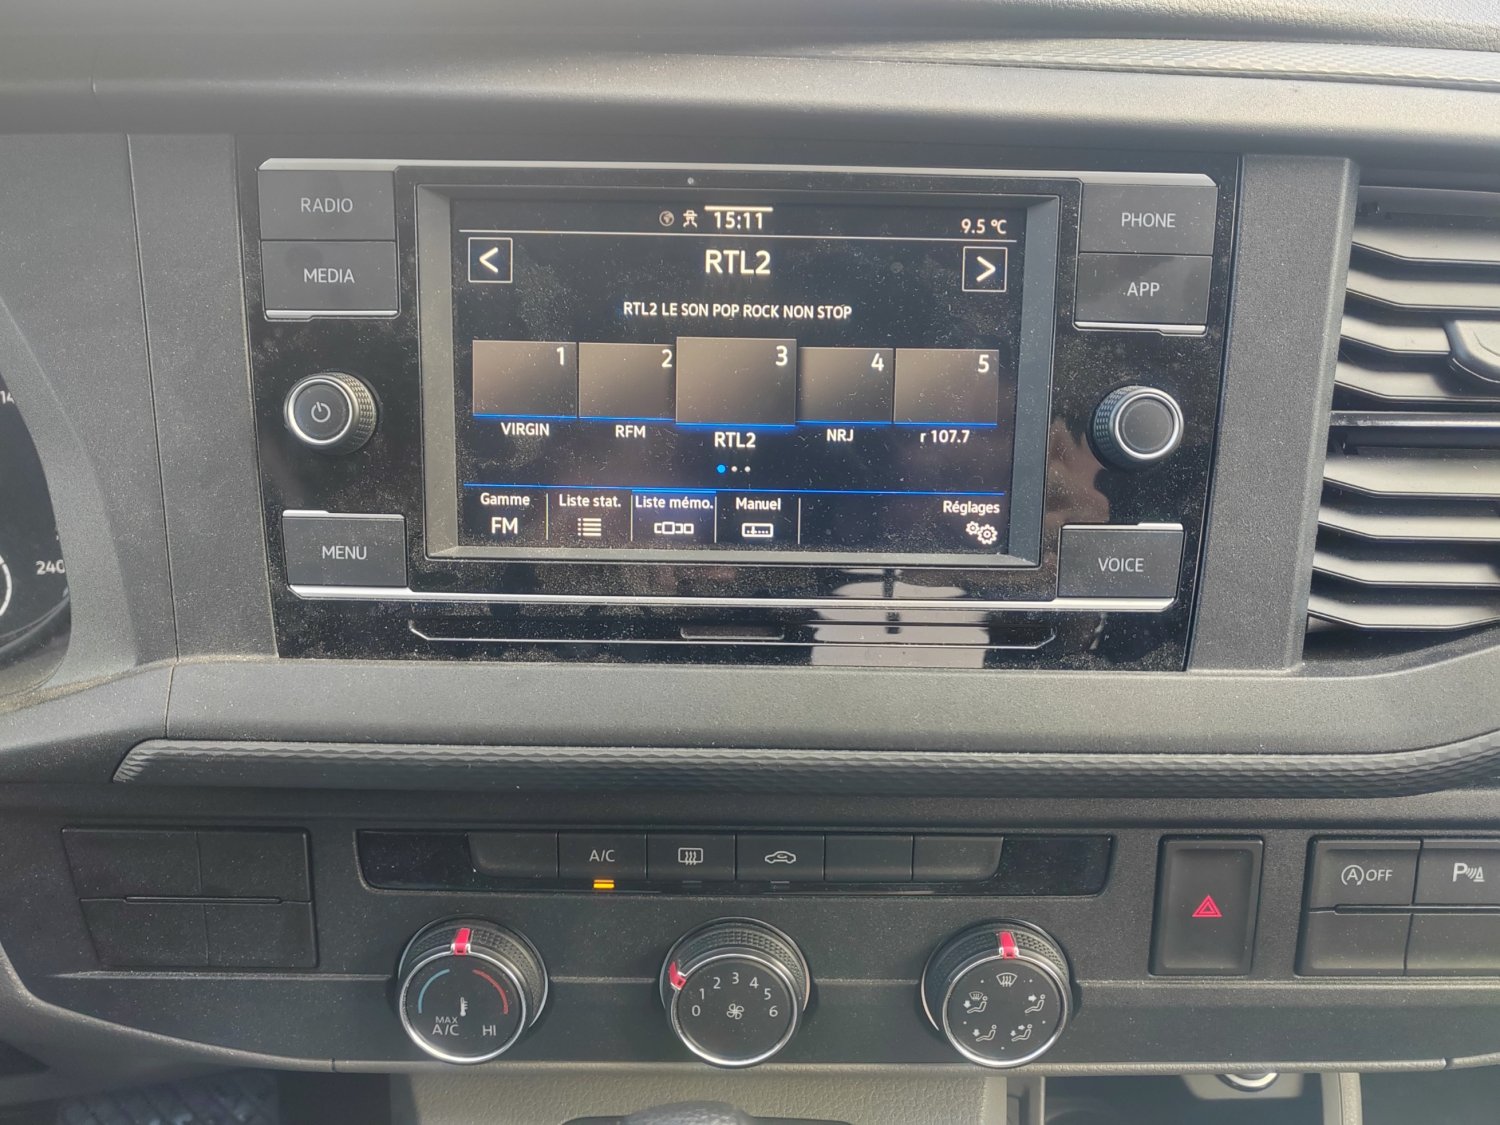 RADIO
MEDIA
MENU
PHONE
APP
VOICE
15:11
9.5 °C
<
RTL2
>
RTL2 LE SON POP ROCK NON STOP
1
2
3
4
5
VIRGIN
RFM
RTL2
NRJ
r 107.7
Gamme
FM
Liste stat.
Liste mémo.
Manuel
Réglages
240
A/C
MAX
A/C
HI
0
1
2
3
4
5
6
A OFF
P